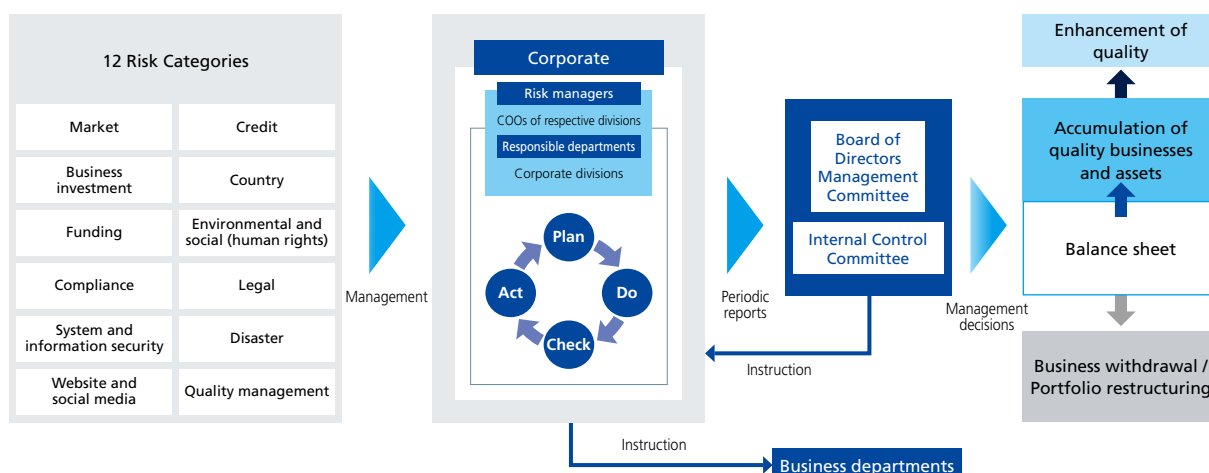 12 Risk Categories
Market
Credit
Business
investment
Country
Funding
Environmental and
social (human rights)
Compliance
Legal
System and
information security
Disaster
Website and
social media
Quality management
Management
Corporate
Risk managers
COOs of respective divisions
Responsible departments
Corporate divisions
Plan
Do
Check
Act
Periodic
reports
Board of
Directors
Management
Committee
Internal Control
Committee
Instruction
Instruction
Business departments
Management
decisions
Enhancement of
quality
Accumulation of
quality businesses
and assets
Balance sheet
Business withdrawal /
Portfolio restructuring